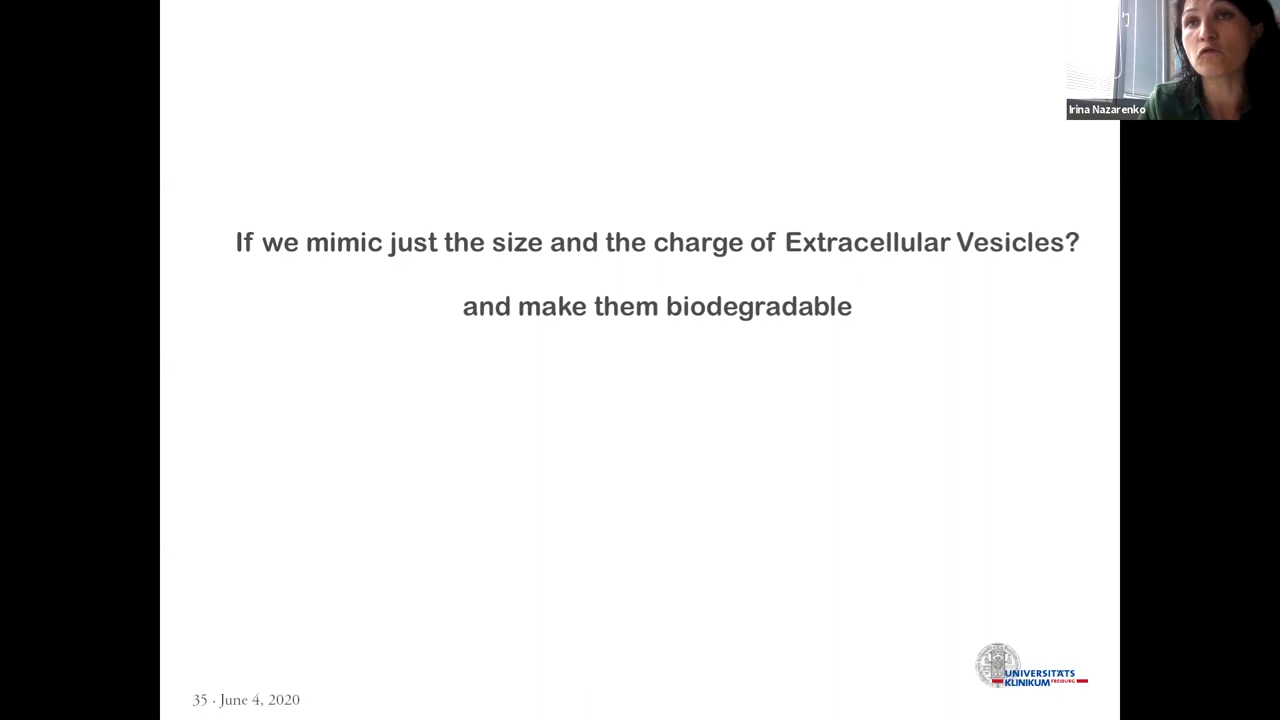 Irina Nazarenko
If we mimic just the size and the charge of Extracellular Vesicles?
and make them biodegradable
UNIVERSITÄTS
KLINIKUM FREIBURG
35 · June 4, 2020